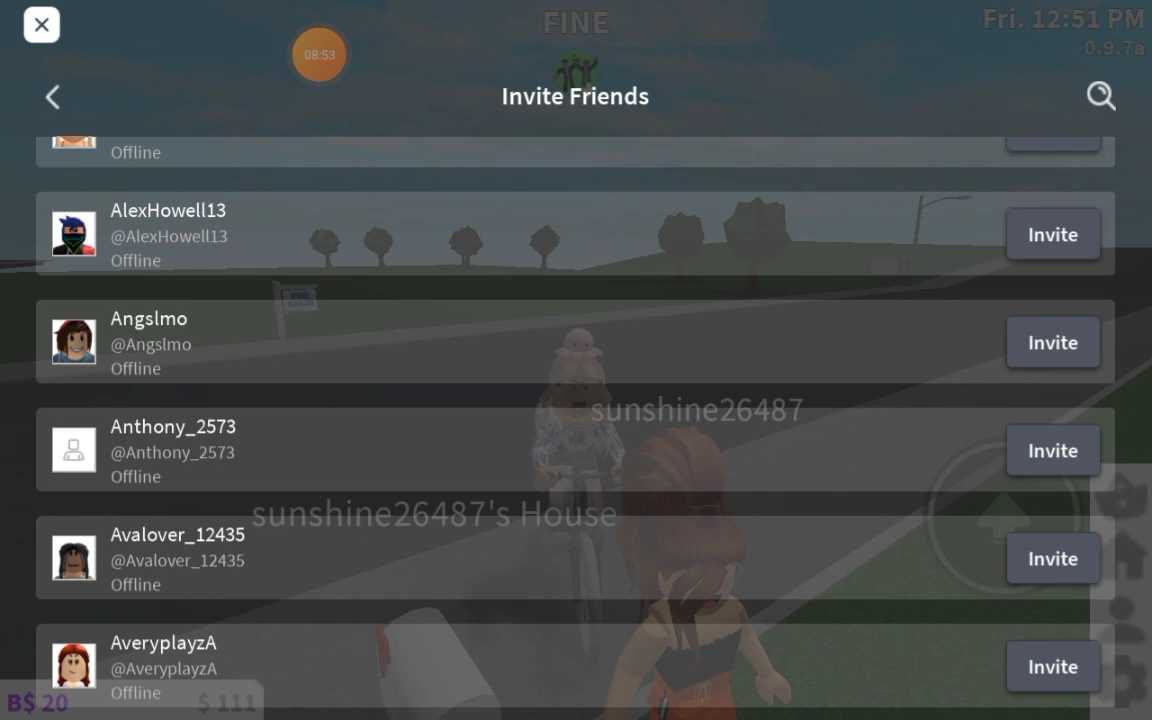 FINE
Fri. 12:51 PM
0.9.7a
08:53
Invite Friends
Offline
AlexHowell13
@AlexHowell13
Offline
Invite
Angslmo
@Angslmo
Offline
Invite
sunshine26487
Anthony_2573
@Anthony_2573
Offline
Invite
sunshine26487's House
Avalover_12435
@Avalover_12435
Offline
Invite
AveryplayzA
@AveryplayzA
Offline
Invite
B$ 20
$ 111